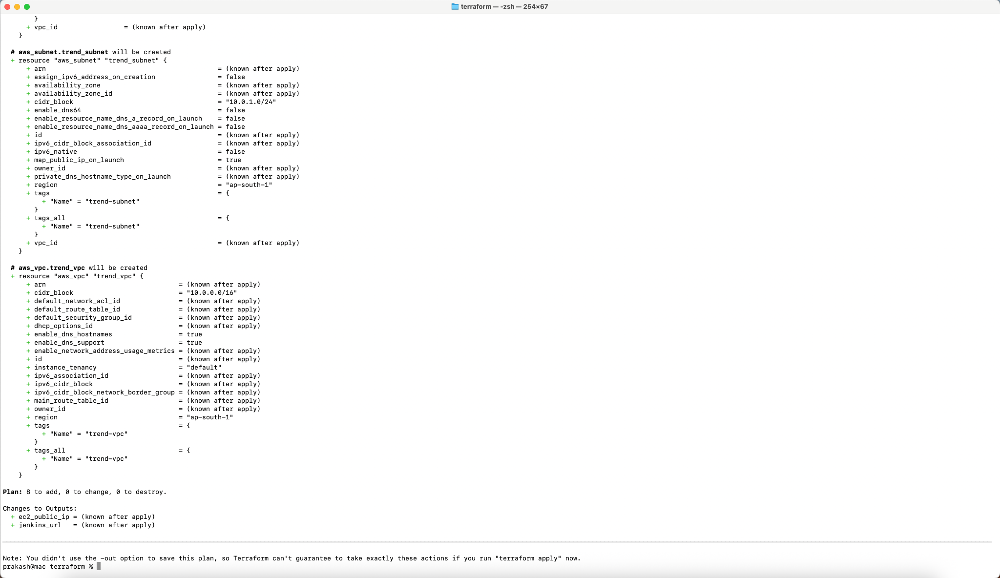 terraform — -zsh — 254×67
        }
      + vpc_id                 = (known after apply)
    }
  # aws_subnet.trend_subnet will be created
  + resource "aws_subnet" "trend_subnet" {
      + arn                                            = (known after apply)
      + assign_ipv6_address_on_creation                = false
      + availability_zone                              = (known after apply)
      + availability_zone_id                           = (known after apply)
      + cidr_block                                     = "10.0.1.0/24"
      + enable_dns64                                   = false
      + enable_resource_name_dns_a_record_on_launch    = false
      + enable_resource_name_dns_aaaa_record_on_launch = false
      + id                                             = (known after apply)
      + ipv6_cidr_block_association_id                 = (known after apply)
      + ipv6_native                                    = false
      + map_public_ip_on_launch                        = true
      + owner_id                                       = (known after apply)
      + private_dns_hostname_type_on_launch            = (known after apply)
      + region                                         = "ap-south-1"
      + tags                                           = {
          + "Name" = "trend-subnet"
        }
      + tags_all                                       = {
          + "Name" = "trend-subnet"
        }
      + vpc_id                                         = (known after apply)
    }
  # aws_vpc.trend_vpc will be created
  + resource "aws_vpc" "trend_vpc" {
      + arn                                  = (known after apply)
      + cidr_block                           = "10.0.0.0/16"
      + default_network_acl_id               = (known after apply)
      + default_route_table_id               = (known after apply)
      + default_security_group_id            = (known after apply)
      + dhcp_options_id                      = (known after apply)
      + enable_dns_hostnames                 = true
      + enable_dns_support                   = true
      + enable_network_address_usage_metrics = (known after apply)
      + id                                   = (known after apply)
      + instance_tenancy                     = "default"
      + ipv6_association_id                  = (known after apply)
      + ipv6_cidr_block                      = (known after apply)
      + ipv6_cidr_block_network_border_group = (known after apply)
      + main_route_table_id                  = (known after apply)
      + owner_id                             = (known after apply)
      + region                               = "ap-south-1"
      + tags                                 = {
          + "Name" = "trend-vpc"
        }
      + tags_all                             = {
          + "Name" = "trend-vpc"
        }
    }
Plan: 8 to add, 0 to change, 0 to destroy.
Changes to Outputs:
  + ec2_public_ip = (known after apply)
  + jenkins_url   = (known after apply)
Note: You didn't use the -out option to save this plan, so Terraform can't guarantee to take exactly these actions if you run "terraform apply" now.
prakash@mac terraform %